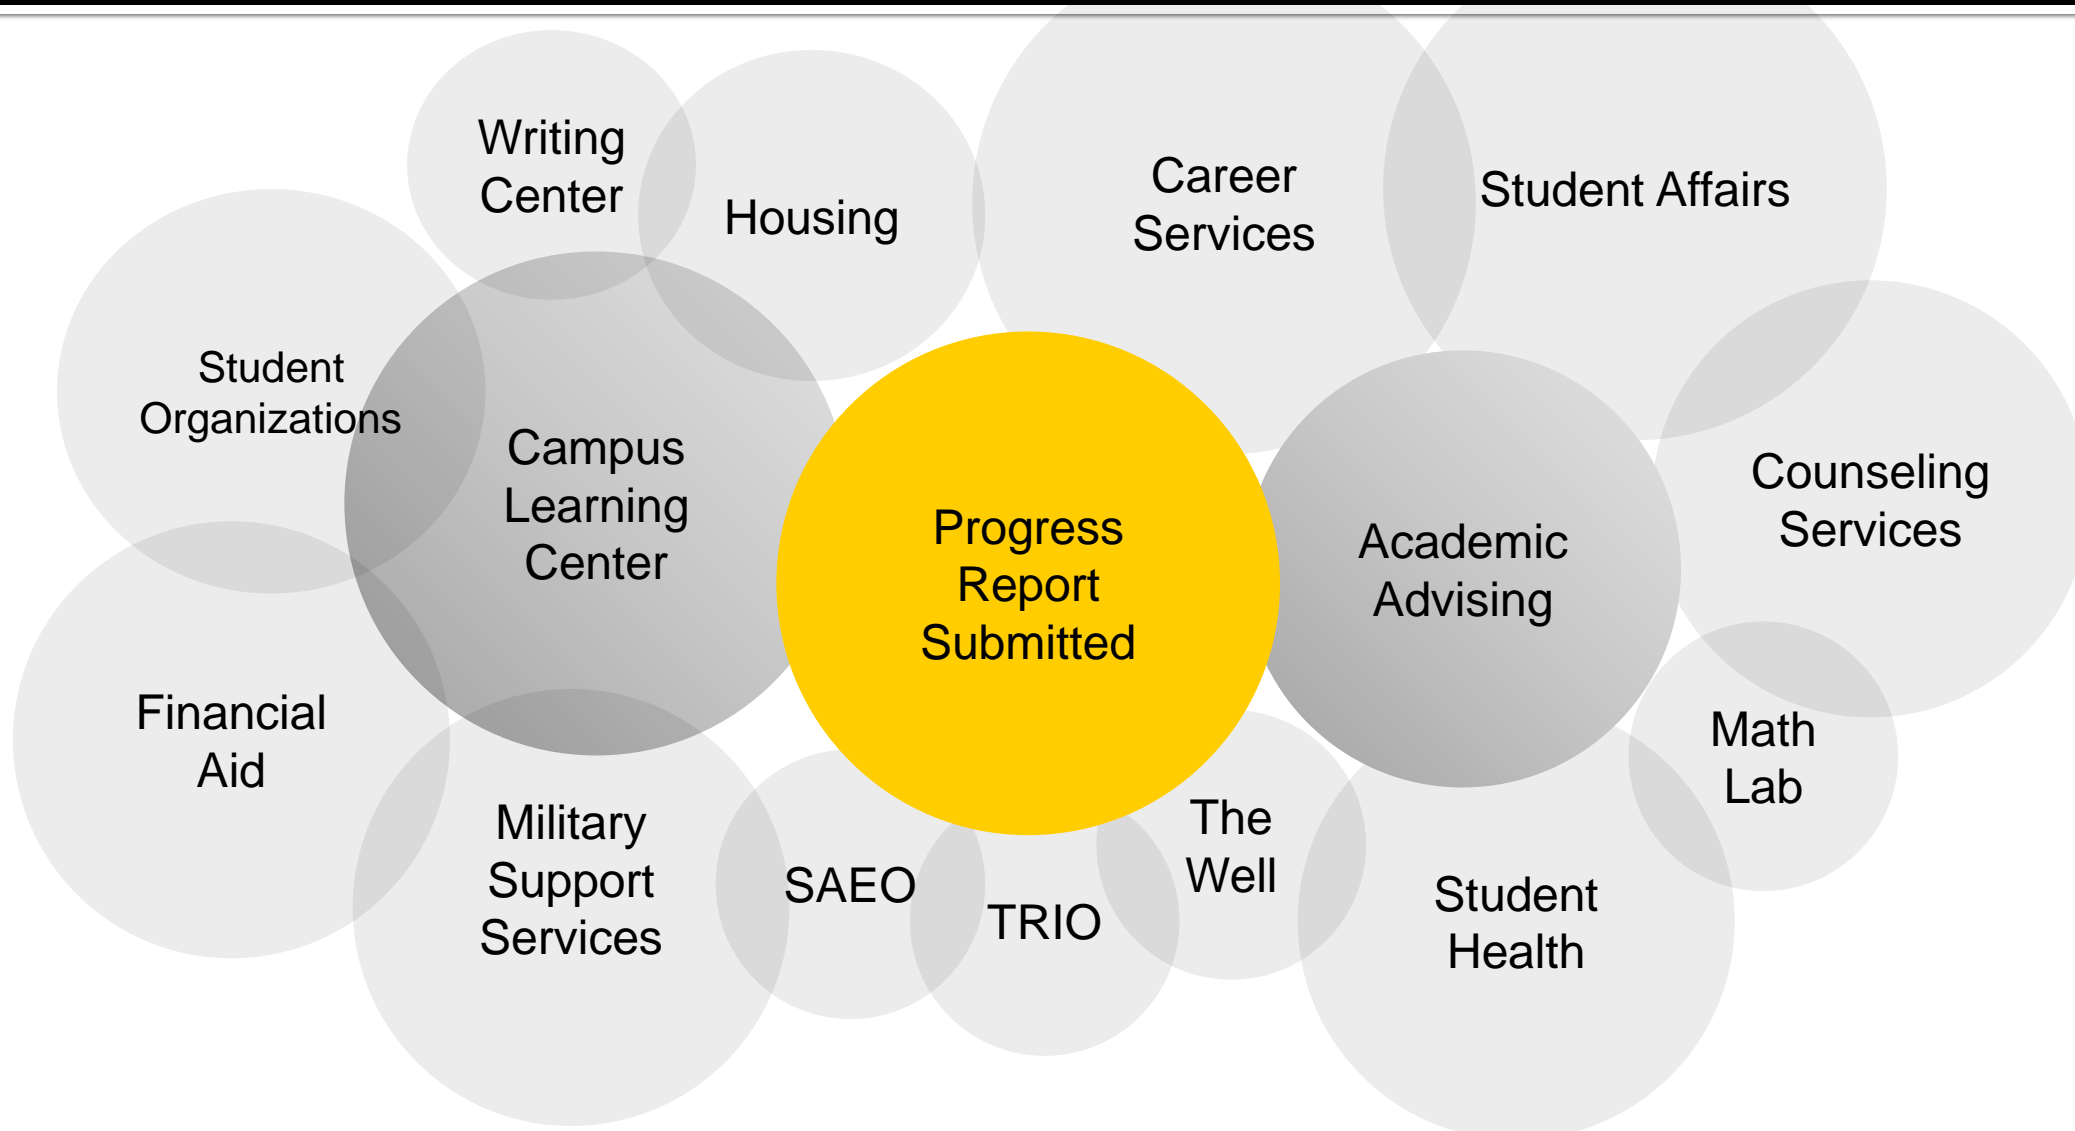 Writing
Center
Housing
Career
Services
Student Affairs
Student
Organizations
Campus
Learning
Center
Progress
Report
Submitted
Academic
Advising
Counseling
Services
Financial
Aid
Military
Support
Services
SAEO
TRIO
The
Well
Student
Health
Math
Lab